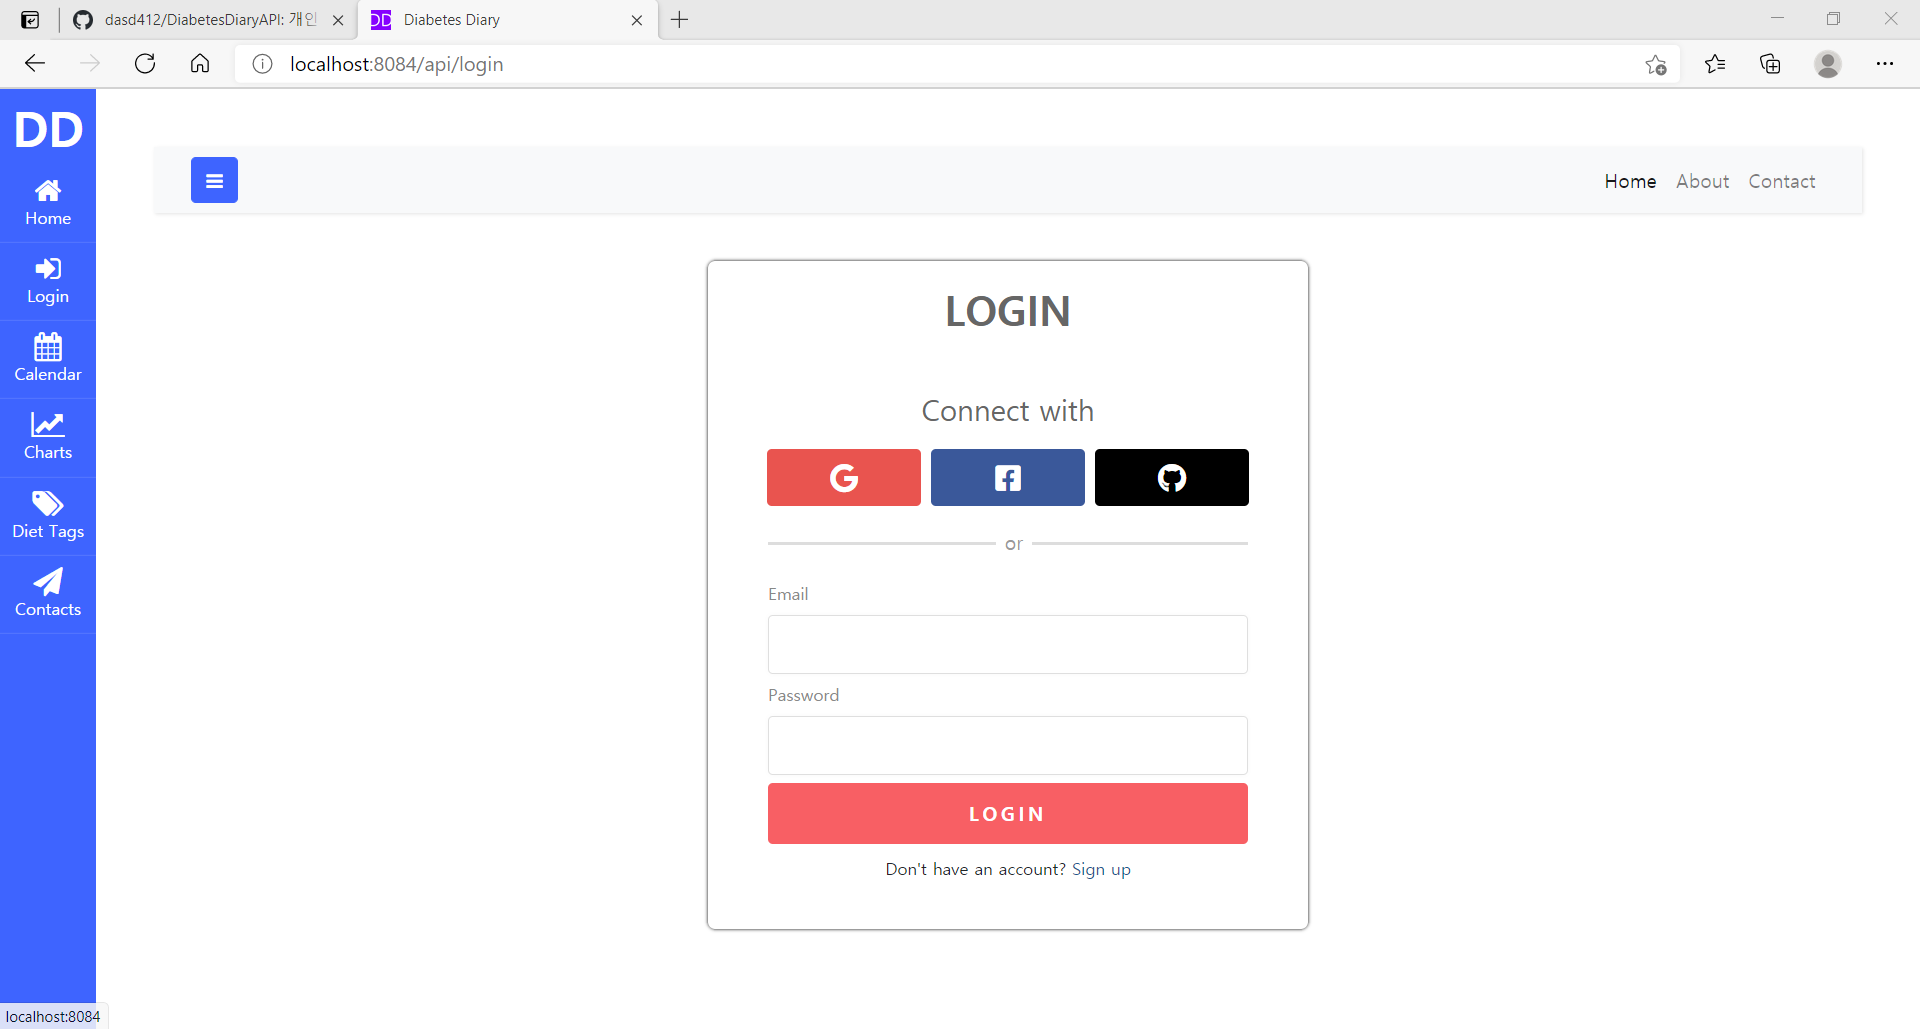 dasd412/DiabetesDiaryAPI: 개인
DD Diabetes Diary
localhost:8084/api/login
DD
Home
Login
Calendar
Charts
Diet Tags
Contacts
Home About Contact
LOGIN
Connect with
or
Email
Password
LOGIN
Don't have an account? Sign up
localhost:8084